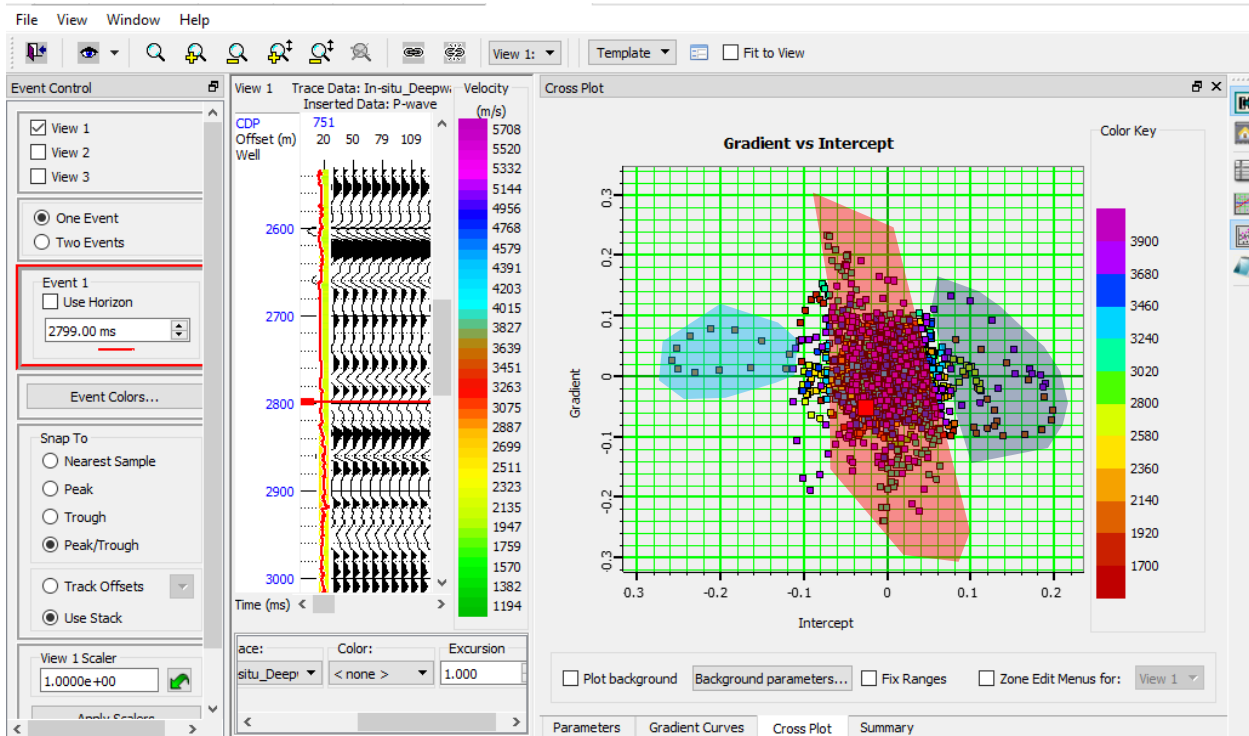 File View Window Help
View 1:
Template
Fit to View
Event Control
View 1
View 2
View 3
One Event
Two Events
Event 1
Use Horizon
2799.00 ms
Event Colors...
Snap To
Nearest Sample
Peak
Trough
Peak/Trough
Track Offsets
Use Stack
View 1 Scaler
1.0000e+00
Apply Scalers
View 1 Trace Data: In-situ_Deepw
Inserted Data: P-wave
CDP 751
Offset (m) 20 50 79 109
Well
2600
2700
2800
2900
3000
Time (ms)
Velocity
(m/s)
5708
5520
5332
5144
4956
4768
4579
4391
4203
4015
3827
3639
3451
3263
3075
2887
2699
2511
2323
2135
1947
1759
1570
1382
1194
ace: Color: Excursion
situ_Deep < none > 1.000
Cross Plot
Gradient vs Intercept
Gradient
0.3
0.2
0.1
0
-0.1
-0.2
-0.3
0.3 -0.2 -0.1 0 0.1 0.2
Intercept
Color Key
3900
3680
3460
3240
3020
2800
2580
2360
2140
1920
1700
Plot background Background parameters... Fix Ranges Zone Edit Menus for: View 1
Parameters Gradient Curves Cross Plot Summary